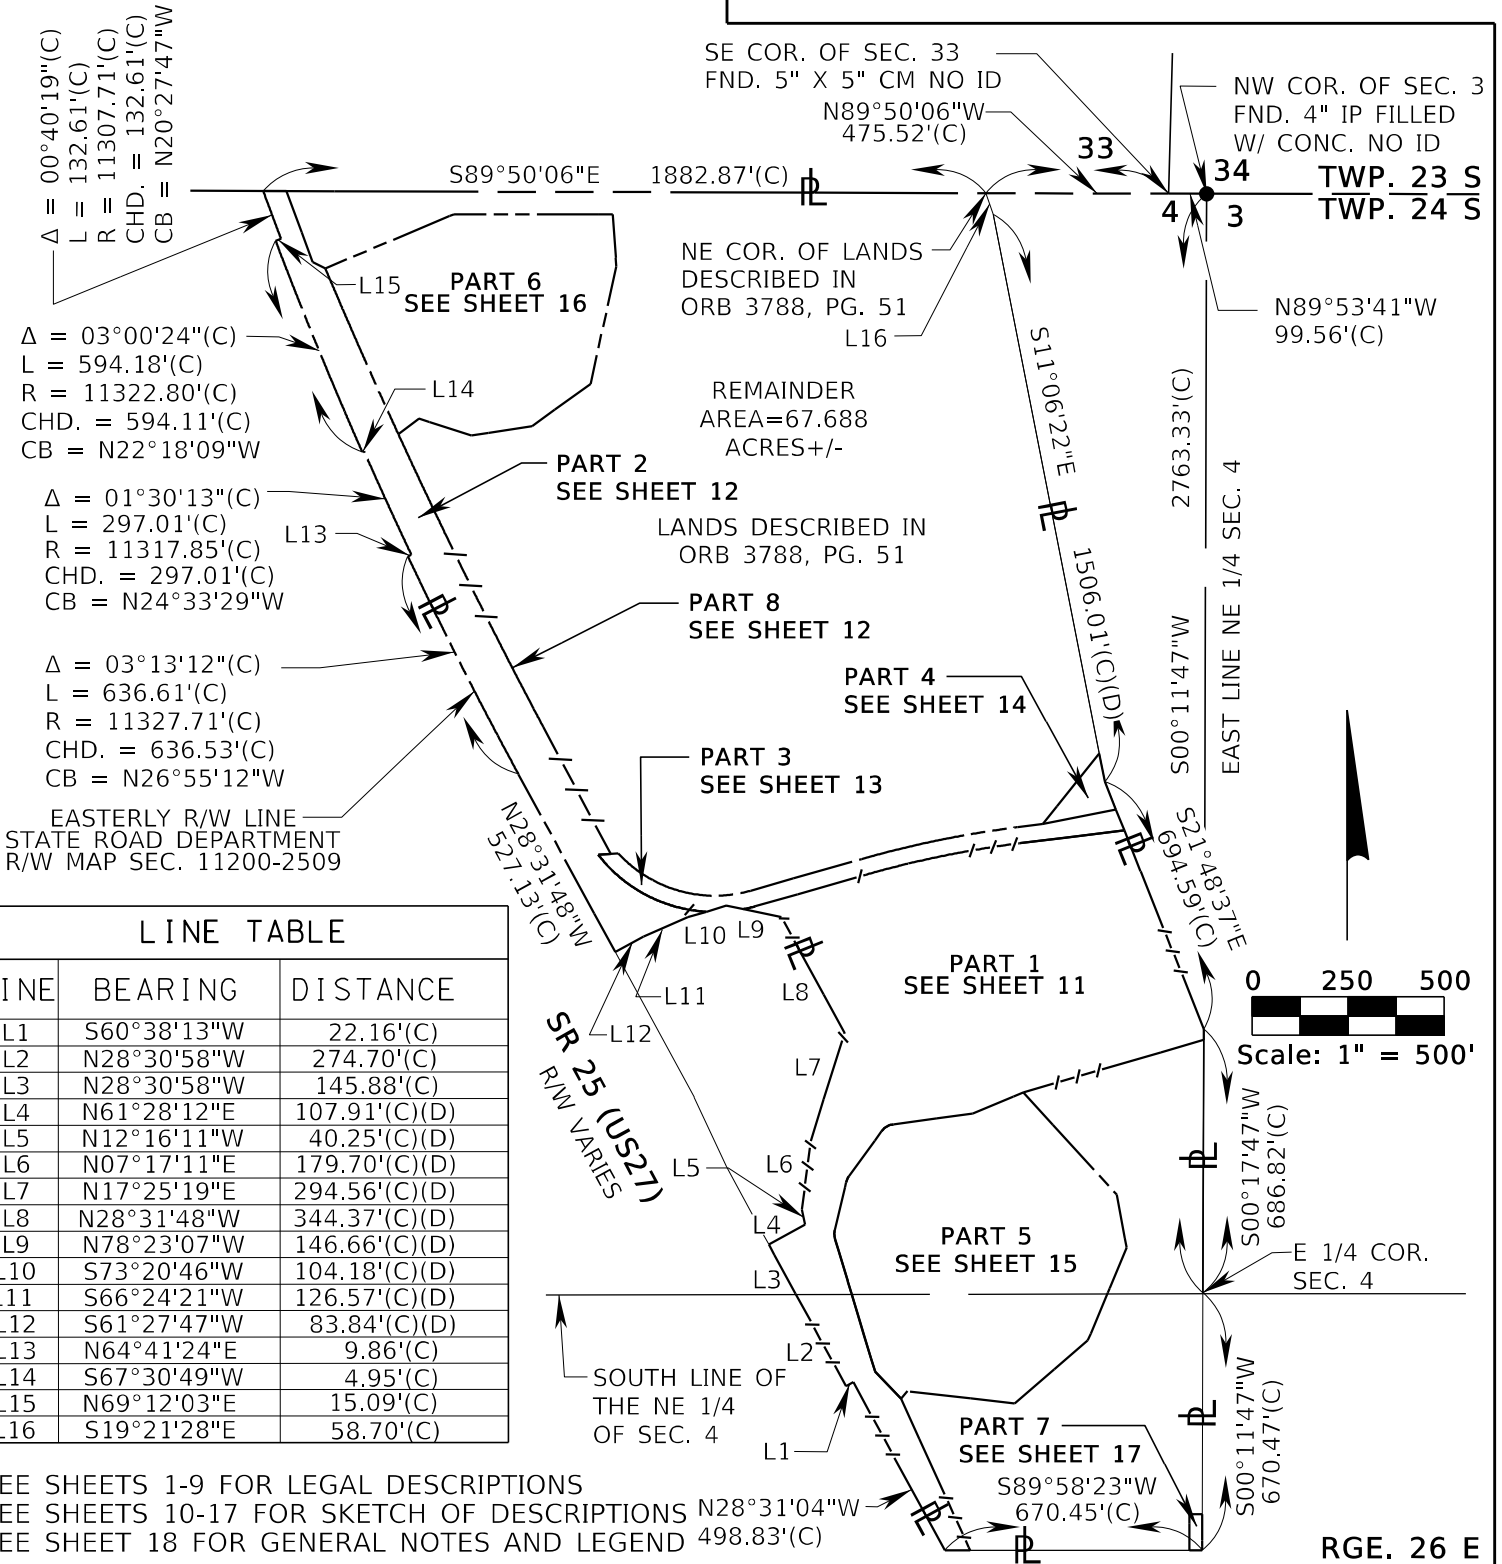 Δ = 00°40'19"(C)
L = 132.61'(C)
R = 11307.71'(C)
CHD. = 132.61'(C)
CB = N20°27'47"W
SE COR. OF SEC. 33
FND. 5" X 5" CM NO ID
N89°50'06"W
475.52'(C)
NW COR. OF SEC. 3
FND. 4" IP FILLED
W/ CONC. NO ID
33
34
4
3
TWP. 23 S
TWP. 24 S
S89°50'06"E 1882.87'(C)
PL
NE COR. OF LANDS
DESCRIBED IN
ORB 3788, PG. 51
L16
N89°53'41"W
99.56'(C)
L15
PART 6
SEE SHEET 16
Δ = 03°00'24"(C)
L = 594.18'(C)
R = 11322.80'(C)
CHD. = 594.11'(C)
CB = N22°18'09"W
L14
REMAINDER
AREA=67.688
ACRES+/-
S11°06'22"E
PL
1506.01'(C)(D)
2763.33'(C)
S00°11'47"W
EAST LINE NE 1/4 SEC. 4
PART 2
SEE SHEET 12
Δ = 01°30'13"(C)
L = 297.01'(C)
R = 11317.85'(C)
CHD. = 297.01'(C)
CB = N24°33'29"W
L13
LANDS DESCRIBED IN
ORB 3788, PG. 51
PL
PART 8
SEE SHEET 12
Δ = 03°13'12"(C)
L = 636.61'(C)
R = 11327.71'(C)
CHD. = 636.53'(C)
CB = N26°55'12"W
PART 4
SEE SHEET 14
PART 3
SEE SHEET 13
EASTERLY R/W LINE
STATE ROAD DEPARTMENT
R/W MAP SEC. 11200-2509
N28°31'48"W
527.13'(C)
PL
S21°48'37"E
694.59'(C)
LINE TABLE
INE BEARING DISTANCE
L1 S60°38'13"W 22.16'(C)
L2 N28°30'58"W 274.70'(C)
L3 N28°30'58"W 145.88'(C)
L4 N61°28'12"E 107.91'(C)(D)
L5 N12°16'11"W 40.25'(C)(D)
L6 N07°17'11"E 179.70'(C)(D)
L7 N17°25'19"E 294.56'(C)(D)
L8 N28°31'48"W 344.37'(C)(D)
L9 N78°23'07"W 146.66'(C)(D)
L10 S73°20'46"W 104.18'(C)(D)
L11 S66°24'21"W 126.57'(C)(D)
L12 S61°27'47"W 83.84'(C)(D)
L13 N64°41'24"E 9.86'(C)
L14 S67°30'49"W 4.95'(C)
L15 N69°12'03"E 15.09'(C)
L16 S19°21'28"E 58.70'(C)
L10
L9
PL
L11
L12
L8
L7
PART 1
SEE SHEET 11
0 250 500
Scale: 1" = 500'
SR 25 (US27)
R/W VARIES
L5
L6
L4
L3
PART 5
SEE SHEET 15
PL
S00°17'47"W
686.82'(C)
E 1/4 COR.
SEC. 4
L2
SOUTH LINE OF
THE NE 1/4
OF SEC. 4
L1
PART 7
SEE SHEET 17
PL
S00°11'47"W
670.47'(C)
S89°58'23"W
670.45'(C)
N28°31'04"W
498.83'(C)
PL
PL
EE SHEETS 1-9 FOR LEGAL DESCRIPTIONS
EE SHEETS 10-17 FOR SKETCH OF DESCRIPTIONS
EE SHEET 18 FOR GENERAL NOTES AND LEGEND
RGE. 26 E